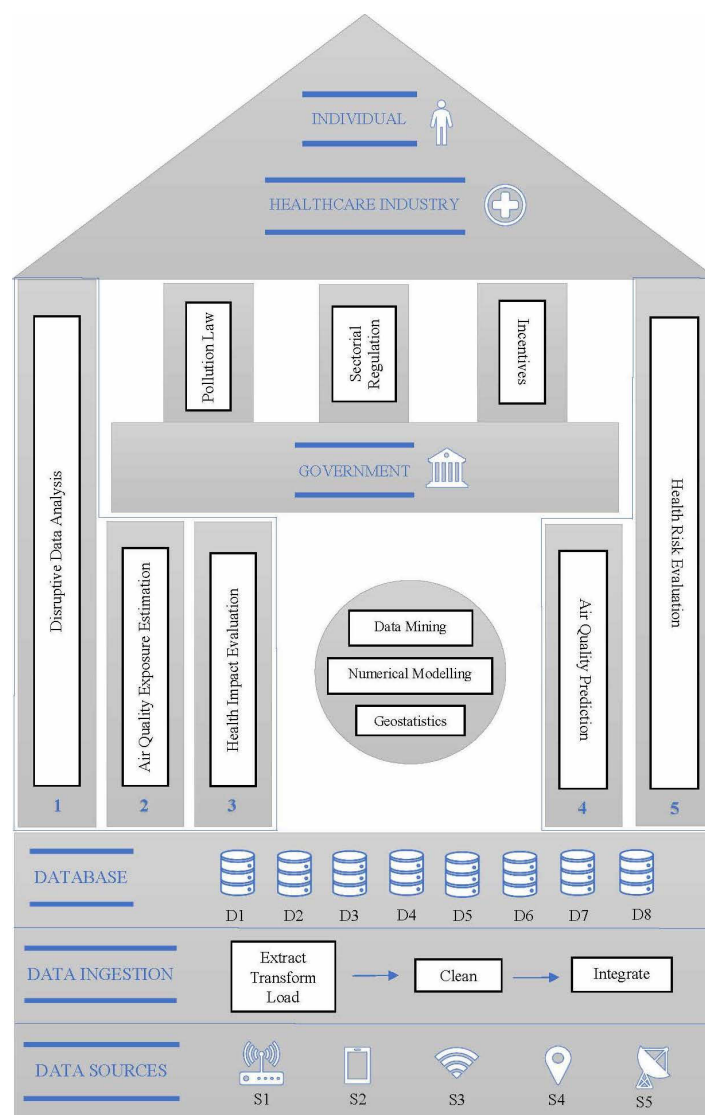 INDIVIDUAL
HEALTHCARE INDUSTRY
Pollution Law
Sectorial
Regulation
Incentives
GOVERNMENT
Disruptive Data Analysis
Air Quality Exposure Estimation
Health Impact Evaluation
Data Mining
Numerical Modelling
Geostatistics
Air Quality Prediction
Health Risk Evaluation
1
2
3
4
5
DATABASE
D1 D2 D3 D4 D5 D6 D7 D8
DATA INGESTION
Extract
Transform
Load
Clean
Integrate
DATA SOURCES
S1 S2 S3 S4 S5